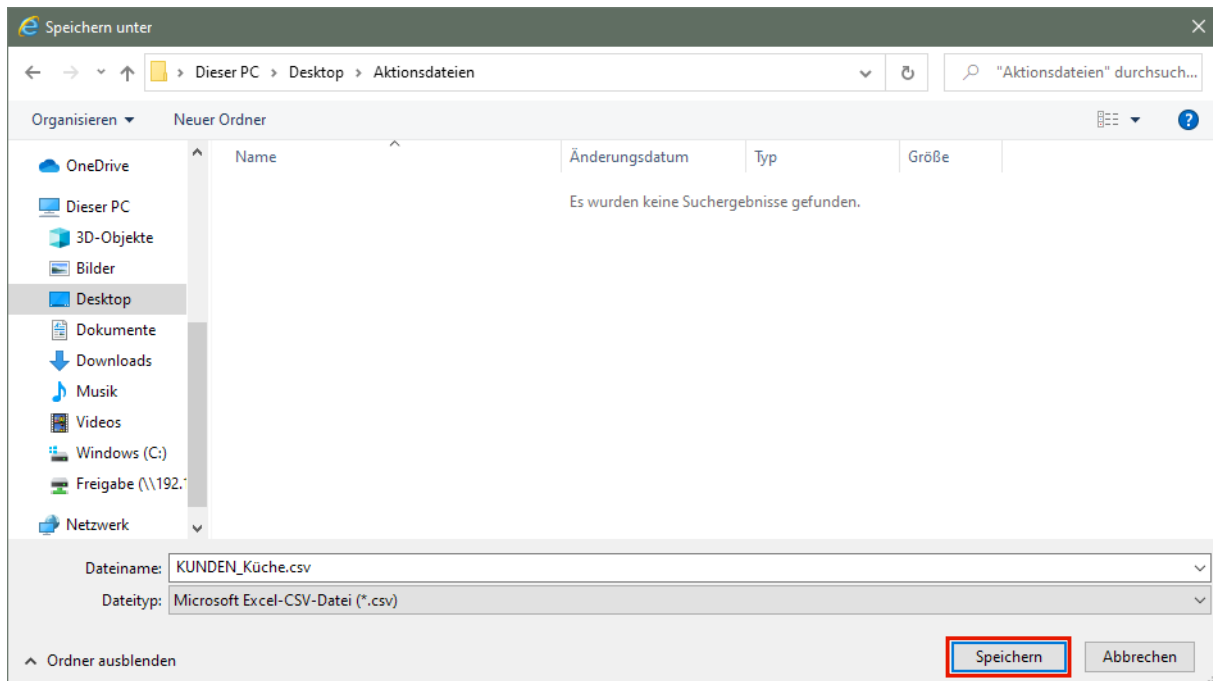 Speichern unter
Dieser PC > Desktop > Aktionsdateien
"Aktionsdateien" durchsuch...
Organisieren Neuer Ordner
Name Änderungsdatum Typ Größe
Es wurden keine Suchergebnisse gefunden.
OneDrive
Dieser PC
3D-Objekte
Bilder
Desktop
Dokumente
Downloads
Musik
Videos
Windows (C:)
Freigabe (\\192.1
Netzwerk
Dateiname: KUNDEN_Küche.csv
Dateityp: Microsoft Excel-CSV-Datei (*.csv)
Ordner ausblenden
Speichern Abbrechen